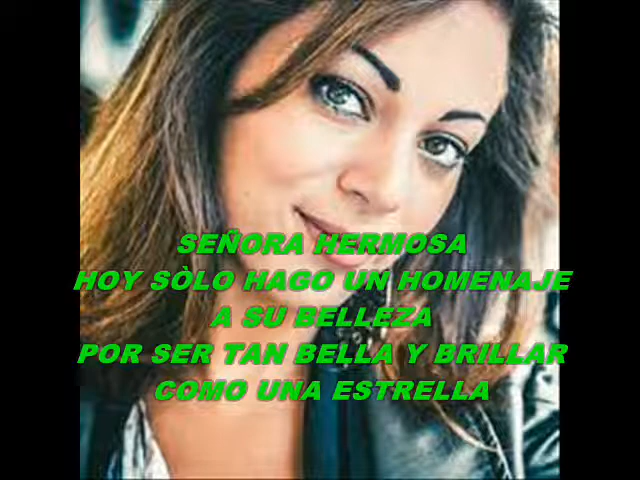 SEÑORA HERMOSA
HOY SÒLO HAGO UN HOMENAJE
A SU BELLEZA
POR SER TAN BELLA Y BRILLAR
COMO UNA ESTRELLA